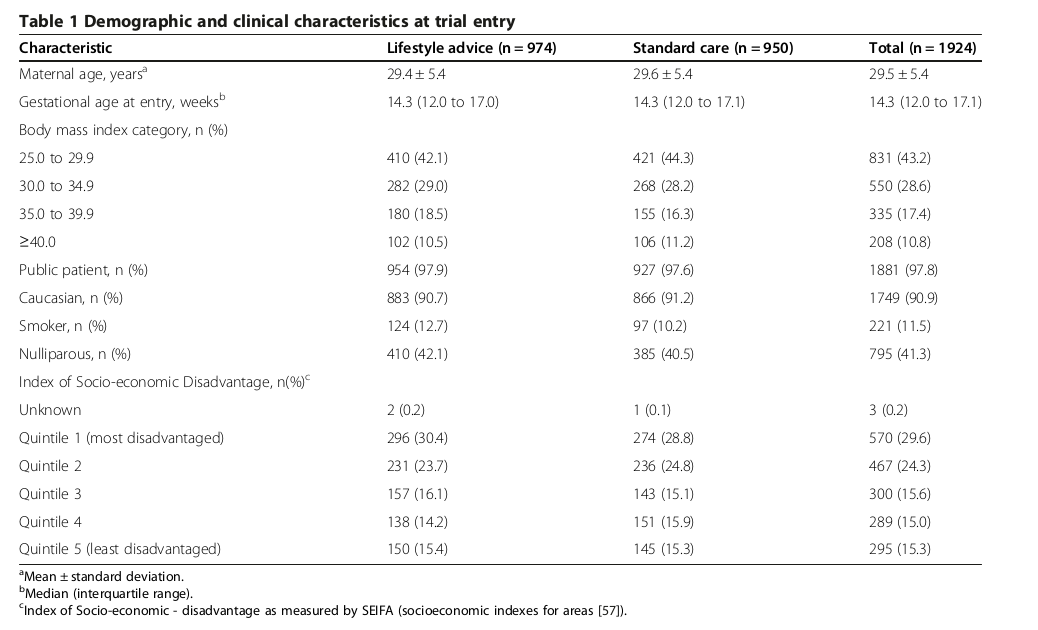 Table 1 Demographic and clinical characteristics at trial entry
Characteristic Lifestyle advice (n = 974) Standard care (n = 950) Total (n = 1924)
Maternal age, yearsa 29.4 ± 5.4 29.6 ± 5.4 29.5 ± 5.4
Gestational age at entry, weeksb 14.3 (12.0 to 17.0) 14.3 (12.0 to 17.1) 14.3 (12.0 to 17.1)
Body mass index category, n (%)
25.0 to 29.9 410 (42.1) 421 (44.3) 831 (43.2)
30.0 to 34.9 282 (29.0) 268 (28.2) 550 (28.6)
35.0 to 39.9 180 (18.5) 155 (16.3) 335 (17.4)
≥40.0 102 (10.5) 106 (11.2) 208 (10.8)
Public patient, n (%) 954 (97.9) 927 (97.6) 1881 (97.8)
Caucasian, n (%) 883 (90.7) 866 (91.2) 1749 (90.9)
Smoker, n (%) 124 (12.7) 97 (10.2) 221 (11.5)
Nulliparous, n (%) 410 (42.1) 385 (40.5) 795 (41.3)
Index of Socio-economic Disadvantage, n(%)c
Unknown 2 (0.2) 1 (0.1) 3 (0.2)
Quintile 1 (most disadvantaged) 296 (30.4) 274 (28.8) 570 (29.6)
Quintile 2 231 (23.7) 236 (24.8) 467 (24.3)
Quintile 3 157 (16.1) 143 (15.1) 300 (15.6)
Quintile 4 138 (14.2) 151 (15.9) 289 (15.0)
Quintile 5 (least disadvantaged) 150 (15.4) 145 (15.3) 295 (15.3)
aMean ± standard deviation.
bMedian (interquartile range).
cIndex of Socio-economic - disadvantage as measured by SEIFA (socioeconomic indexes for areas [57]).